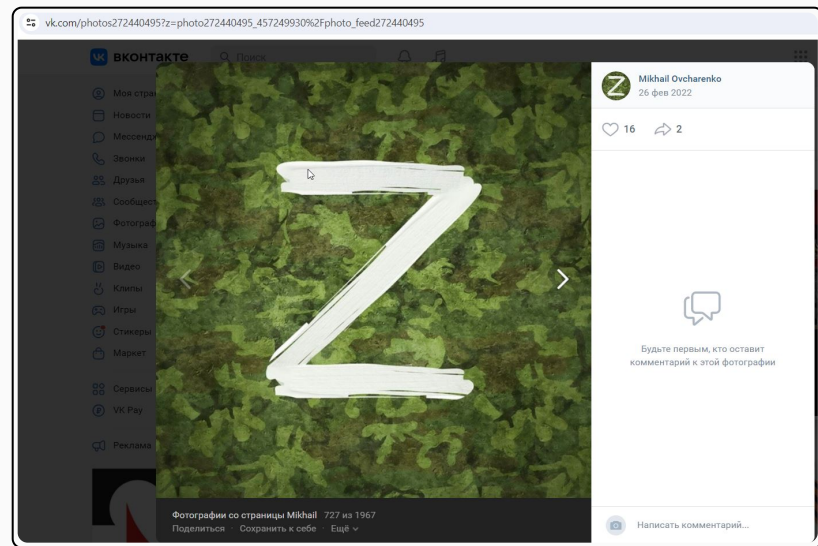 vk.com/photos272440495?z=photo272440495_457249930%2Fphoto_feed272440495
вконтакте
Поиск
Mikhail Ovcharenko
26 фев 2022
16
2
Моя стра
Новости
Мессендж
Звонки
Друзья
Сообщест
Фотограф
Музыка
Видео
Клипы
Игры
Стикеры
Маркет
Сервисы
VK Pay
Реклама
Z
Будьте первым, кто оставит
комментарий к этой фотографии
Фотографии со страницы Mikhail 727 из 1967
Поделиться · Сохранить к себе · Ещё
Написать комментарий...